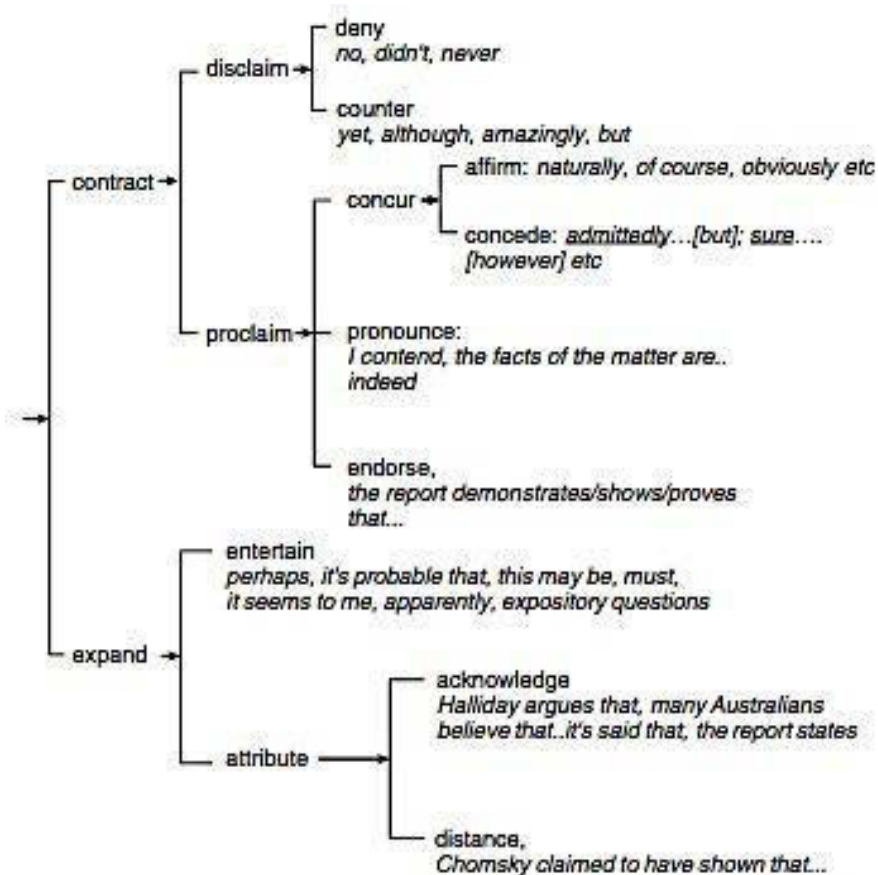 deny
no, didn't, never
disclaim
counter
yet, although, amazingly, but
contract
affirm: naturally, of course, obviously etc
concur
concede: admittedly…[but]; sure….
[however] etc
proclaim
pronounce:
I contend, the facts of the matter are..
indeed
endorse,
the report demonstrates/shows/proves
that...
entertain
perhaps, it's probable that, this may be, must,
it seems to me, apparently, expository questions
expand
acknowledge
Halliday argues that, many Australians
believe that..it's said that, the report states
attribute
distance,
Chomsky claimed to have shown that...